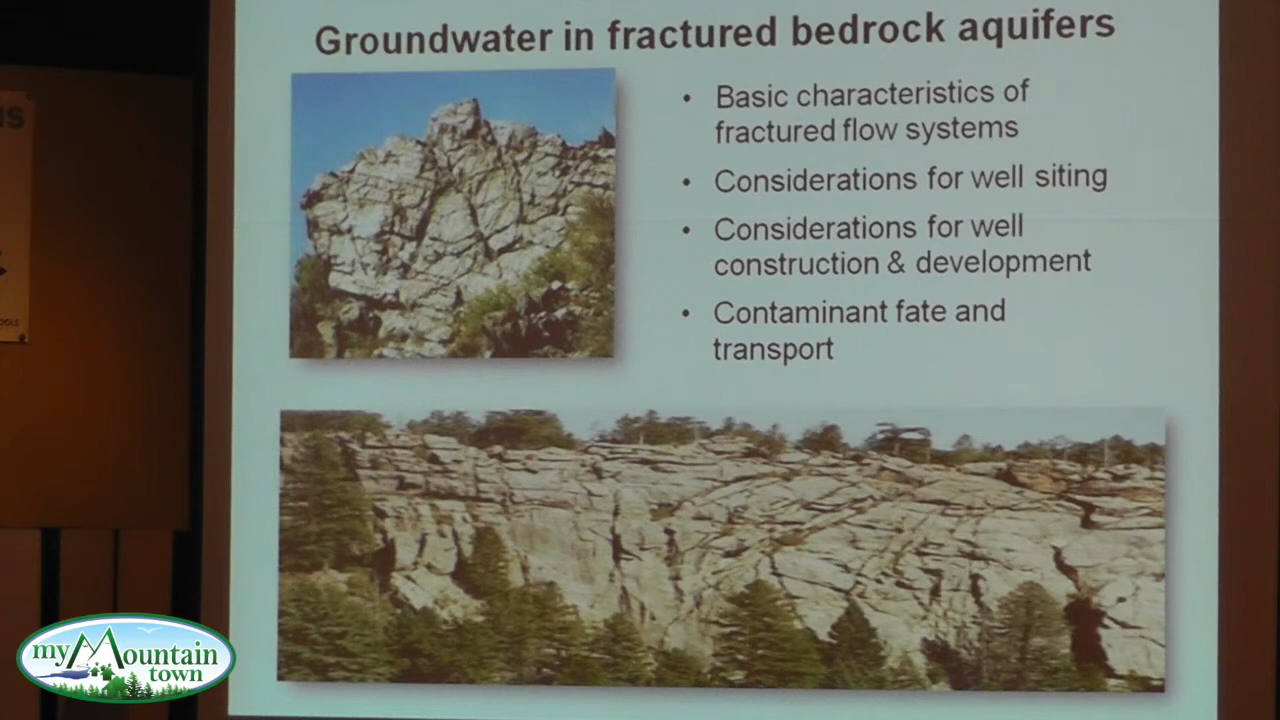 Groundwater in fractured bedrock aquifers
• Basic characteristics of
fractured flow systems
• Considerations for well siting
• Considerations for well
construction & development
• Contaminant fate and
transport
my Mountain
town